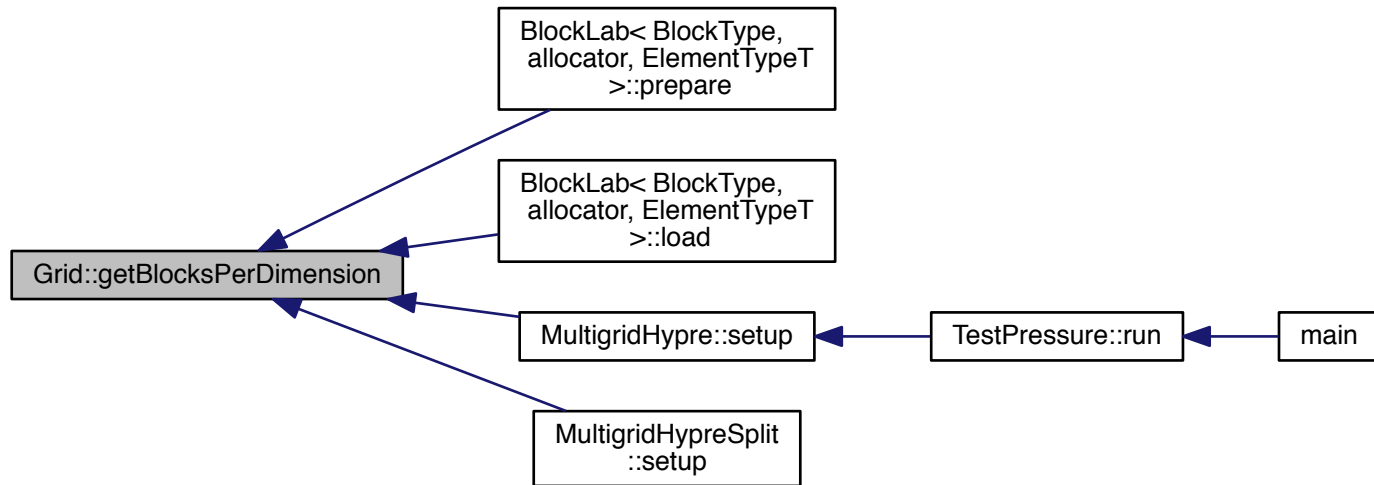 BlockLab< BlockType,
allocator, ElementTypeT
>::prepare
BlockLab< BlockType,
allocator, ElementTypeT
>::load
Grid::getBlocksPerDimension
MultigridHypre::setup
TestPressure::run
main
MultigridHypreSplit
::setup